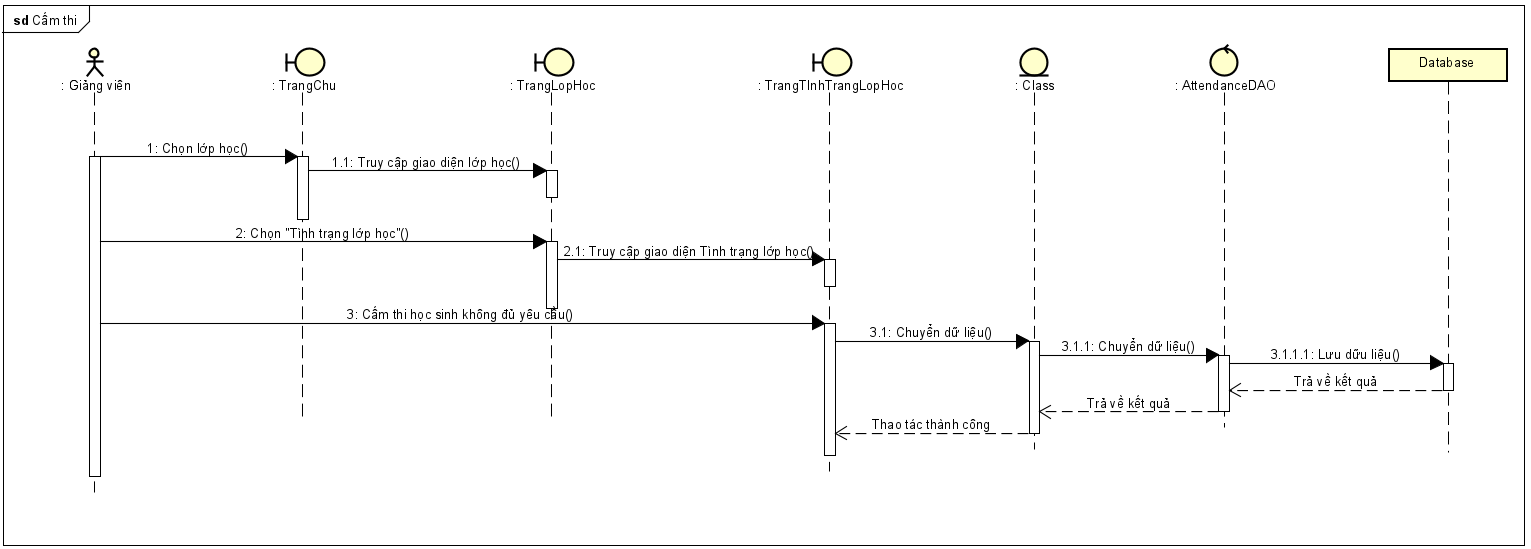 sd Cấm thi
: Giảng viên
: TrangChu
: TrangLopHoc
: TrangTInhTrangLopHoc
: Class
: AttendanceDAO
Database
1: Chọn lớp học()
1.1: Truy cập giao diện lớp học()
2: Chọn "Tình trạng lớp học"()
2.1: Truy cập giao diện Tình trạng lớp học()
3: Cấm thi học sinh không đủ yêu cầu()
3.1: Chuyển dữ liệu()
3.1.1: Chuyển dữ liệu()
3.1.1.1: Lưu dữu liệu()
Trả về kết quả
Trả về kết quả
Thao tác thành công